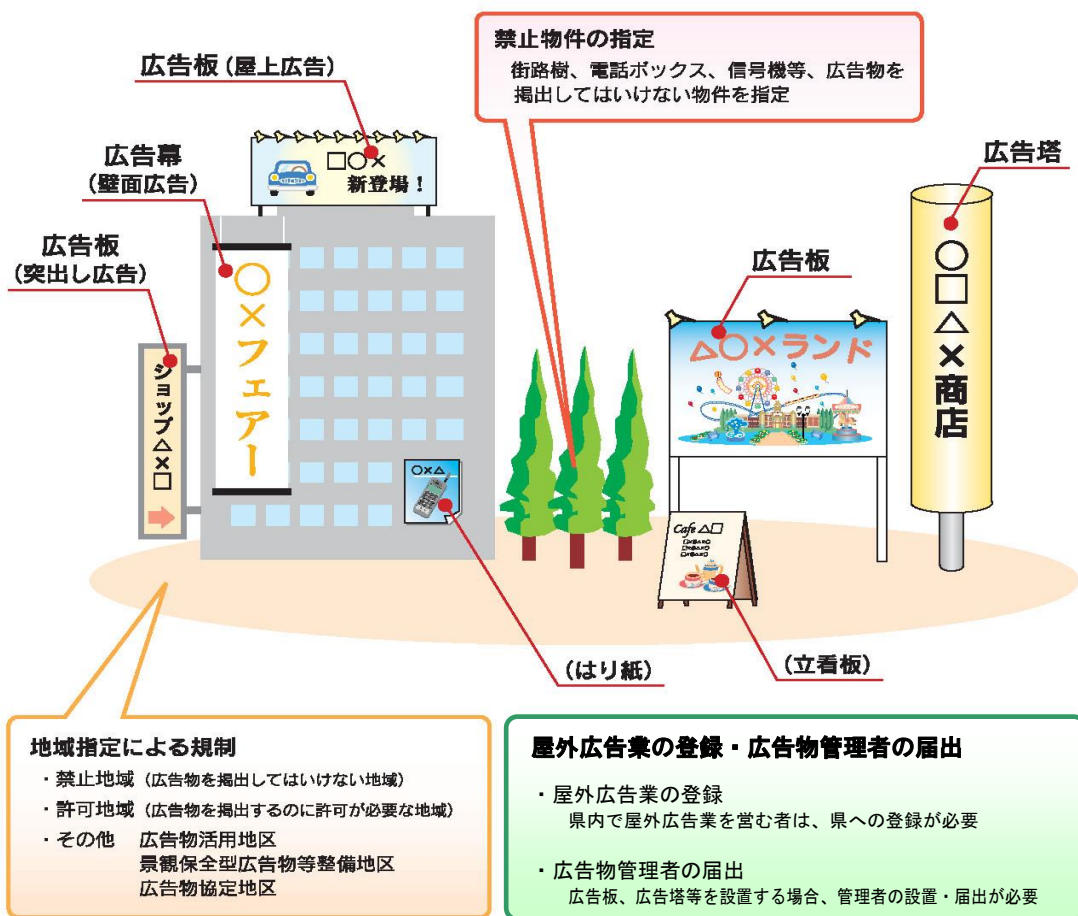 禁止物件の指定
街路樹、電話ボックス、信号機等、広告物を
掲出してはいけない物件を指定
広告板(屋上広告)
□○×
新登場！
広告幕
(壁面広告)
広告塔
広告板
(突出し広告)
広告板
○×フェアー
ショップ△×□
△○×ランド
○□△×商店
○×△
Cafe △□
(はり紙)
(立看板)
地域指定による規制
・禁止地域(広告物を掲出してはいけない地域)
・許可地域(広告物を掲出するのに許可が必要な地域)
・その他 広告物活用地区
景観保全型広告物等整備地区
広告物協定地区
屋外広告業の登録・広告物管理者の届出
・屋外広告業の登録
県内で屋外広告業を営む者は、県への登録が必要
・広告物管理者の届出
広告板、広告塔等を設置する場合、管理者の設置・届出が必要